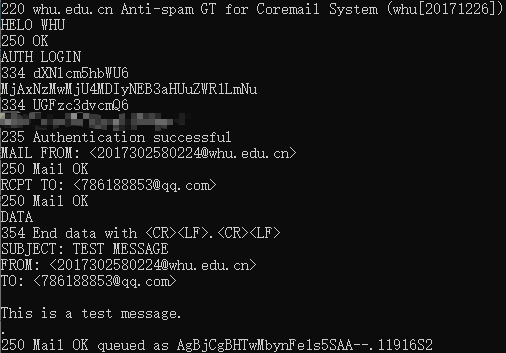 220 whu.edu.cn Anti-spam GT for Coremail System (whu[20171226])
HELO WHU
250 OK
AUTH LOGIN
334 dXNlcm5hbWU6
MjAxNzMwMjU4MDIyNEB3aHUuZWR1LmNu
334 UGFzc3dvcmQ6
235 Authentication successful
MAIL FROM: <2017302580224@whu.edu.cn>
250 Mail OK
RCPT TO: <786188853@qq.com>
250 Mail OK
DATA
354 End data with <CR><LF>.<CR><LF>
SUBJECT: TEST MESSAGE
FROM: <2017302580224@whu.edu.cn>
TO: <786188853@qq.com>
This is a test message.
.
250 Mail OK queued as AgBjCgBHTwMbynFe1s5SAA--.11916S2